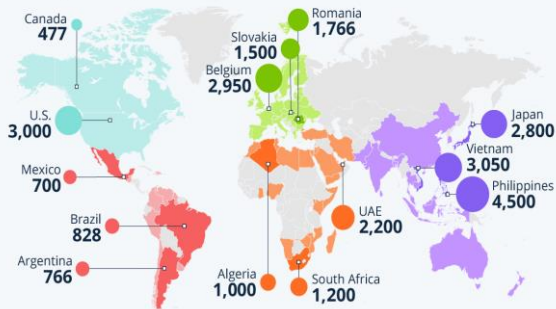 Canada
477
Romania
1,766
Slovakia
1,500
Belgium
2,950
U.S.
3,000
Japan
2,800
Vietnam
3,050
Mexico
700
Philippines
4,500
UAE
2,200
Brazil
828
Argentina
766
Algeria
1,000
South Africa
1,200